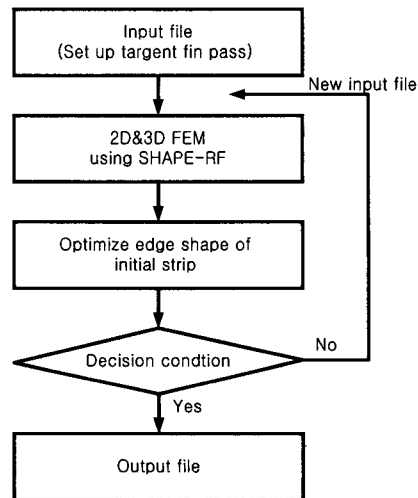 Input file
(Set up targent fin pass)
New input file
2D&3D FEM
using SHAPE-RF
Optimize edge shape of
initial strip
Decision condtion
No
Yes
Output file